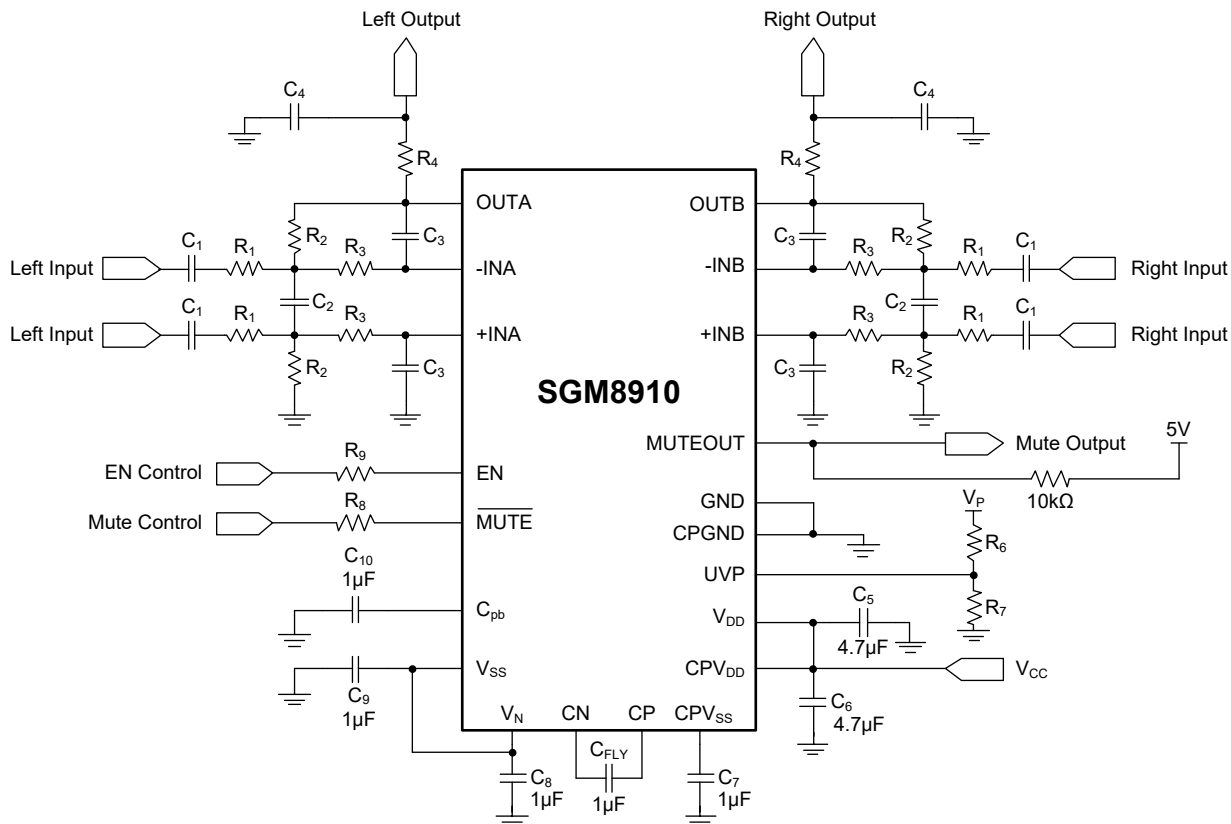 Left Output
Right Output
C4
C4
R4
R4
OUTA
OUTB
R2
C3
C3
R2
C1
R1
R3
R3
R1
C1
Left Input
-INA
-INB
Right Input
C2
C2
C1
R1
R3
R3
R1
C1
Left Input
+INA
+INB
Right Input
R2
C3
C3
R2
SGM8910
MUTEOUT
Mute Output
5V
10kΩ
EN Control
R9
EN
GND
VP
Mute Control
R8
MUTE
CPGND
R6
UVP
R7
C10
1µF
Cpb
VDD
C5
4.7µF
VSS
C9
1µF
CPVDD
VCC
C6
4.7µF
VN
CN
CP
CPVSS
C8
1µF
CFLY
1µF
C7
1µF